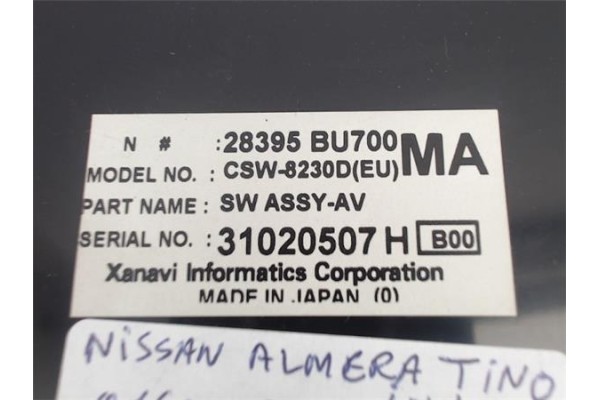 N # : 28395 BU700 MA
MODEL NO. : CSW-8230D(EU)
PART NAME : SW ASSY-AV
SERIAL NO. : 31020507 H B00
Xanavi Informatics Corporation
MADE IN JAPAN (0)
NISSAN ALMERA TINO